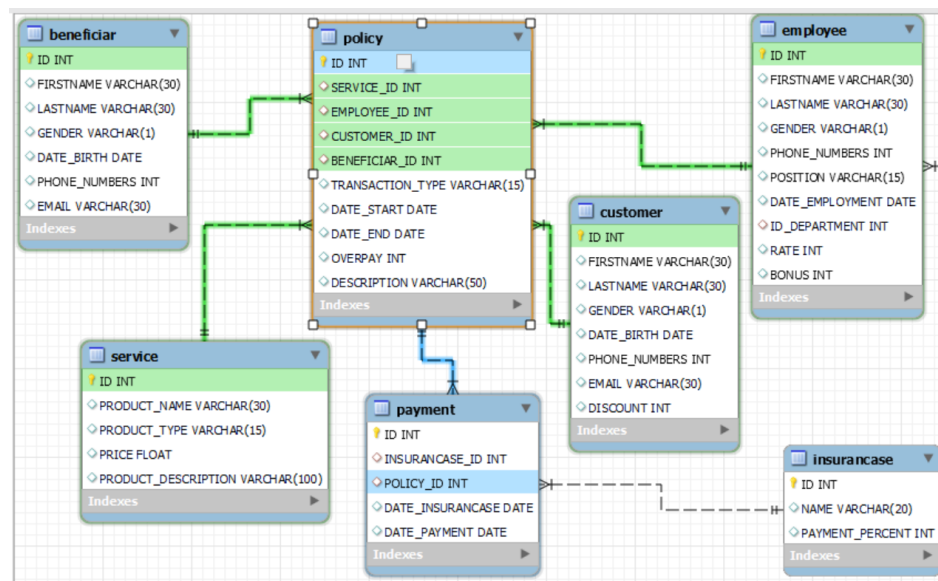 beneficiar
ID INT
FIRSTNAME VARCHAR(30)
LASTNAME VARCHAR(30)
GENDER VARCHAR(1)
DATE_BIRTH DATE
PHONE_NUMBERS INT
EMAIL VARCHAR(30)
Indexes
policy
ID INT
SERVICE_ID INT
EMPLOYEE_ID INT
CUSTOMER_ID INT
BENEFICIAR_ID INT
TRANSACTION_TYPE VARCHAR(15)
DATE_START DATE
DATE_END DATE
OVERPAY INT
DESCRIPTION VARCHAR(50)
Indexes
employee
ID INT
FIRSTNAME VARCHAR(30)
LASTNAME VARCHAR(30)
GENDER VARCHAR(1)
PHONE_NUMBERS INT
POSITION VARCHAR(15)
DATE_EMPLOYMENT DATE
ID_DEPARTMENT INT
RATE INT
BONUS INT
Indexes
customer
ID INT
FIRSTNAME VARCHAR(30)
LASTNAME VARCHAR(30)
GENDER VARCHAR(1)
DATE_BIRTH DATE
PHONE_NUMBERS INT
EMAIL VARCHAR(30)
DISCOUNT INT
Indexes
service
ID INT
PRODUCT_NAME VARCHAR(30)
PRODUCT_TYPE VARCHAR(15)
PRICE FLOAT
PRODUCT_DESCRIPTION VARCHAR(100)
Indexes
payment
ID INT
INSURANCASE_ID INT
POLICY_ID INT
DATE_INSURANCASE DATE
DATE_PAYMENT DATE
Indexes
insurancase
ID INT
NAME VARCHAR(20)
PAYMENT_PERCENT INT
Indexes